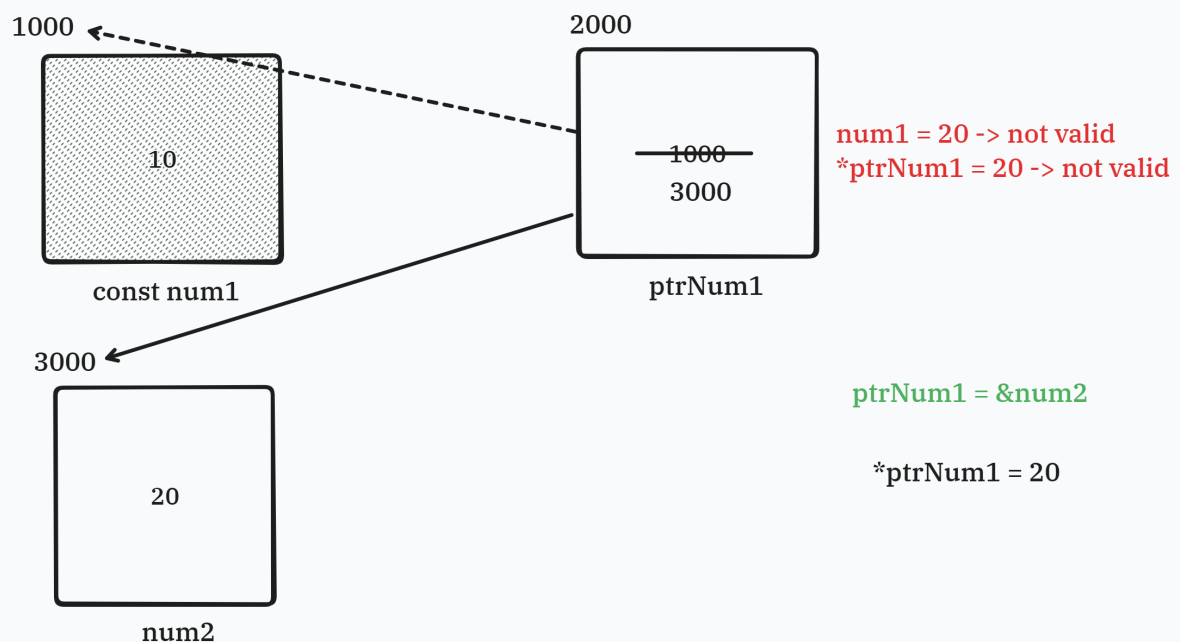 1000
2000
10
1000
3000
num1 = 20 -> not valid
*ptrNum1 = 20 -> not valid
const num1
ptrNum1
3000
20
num2
ptrNum1 = &num2
*ptrNum1 = 20